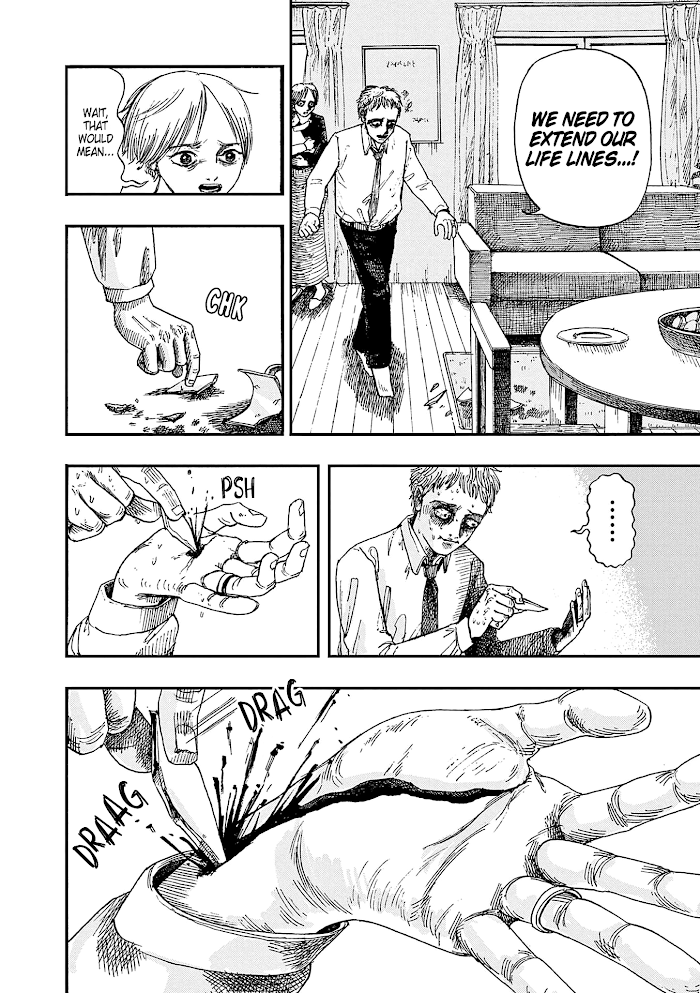 WE NEED TO
EXTEND OUR
LIFE LINES...!
WAIT,
THAT
WOULD
MEAN...
CHK
......
PSH
DRAG
DRAAG